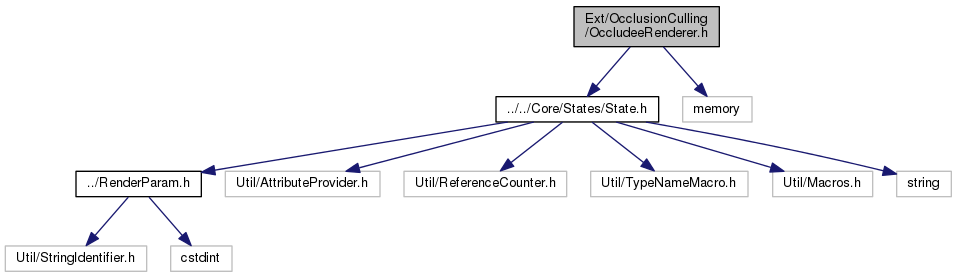 Ext/OcclusionCulling
/OccludeeRenderer.h
../../Core/States/State.h
memory
../RenderParam.h
Util/AttributeProvider.h
Util/ReferenceCounter.h
Util/TypeNameMacro.h
Util/Macros.h
string
Util/StringIdentifier.h
cstdint